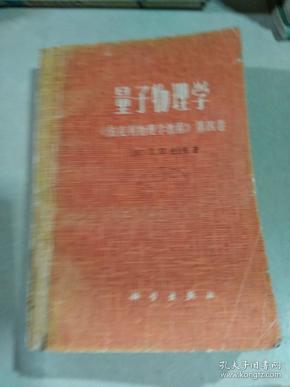 量子物理学
《伯克利物理学教程》第四卷
科学出版社
孔夫子旧书网